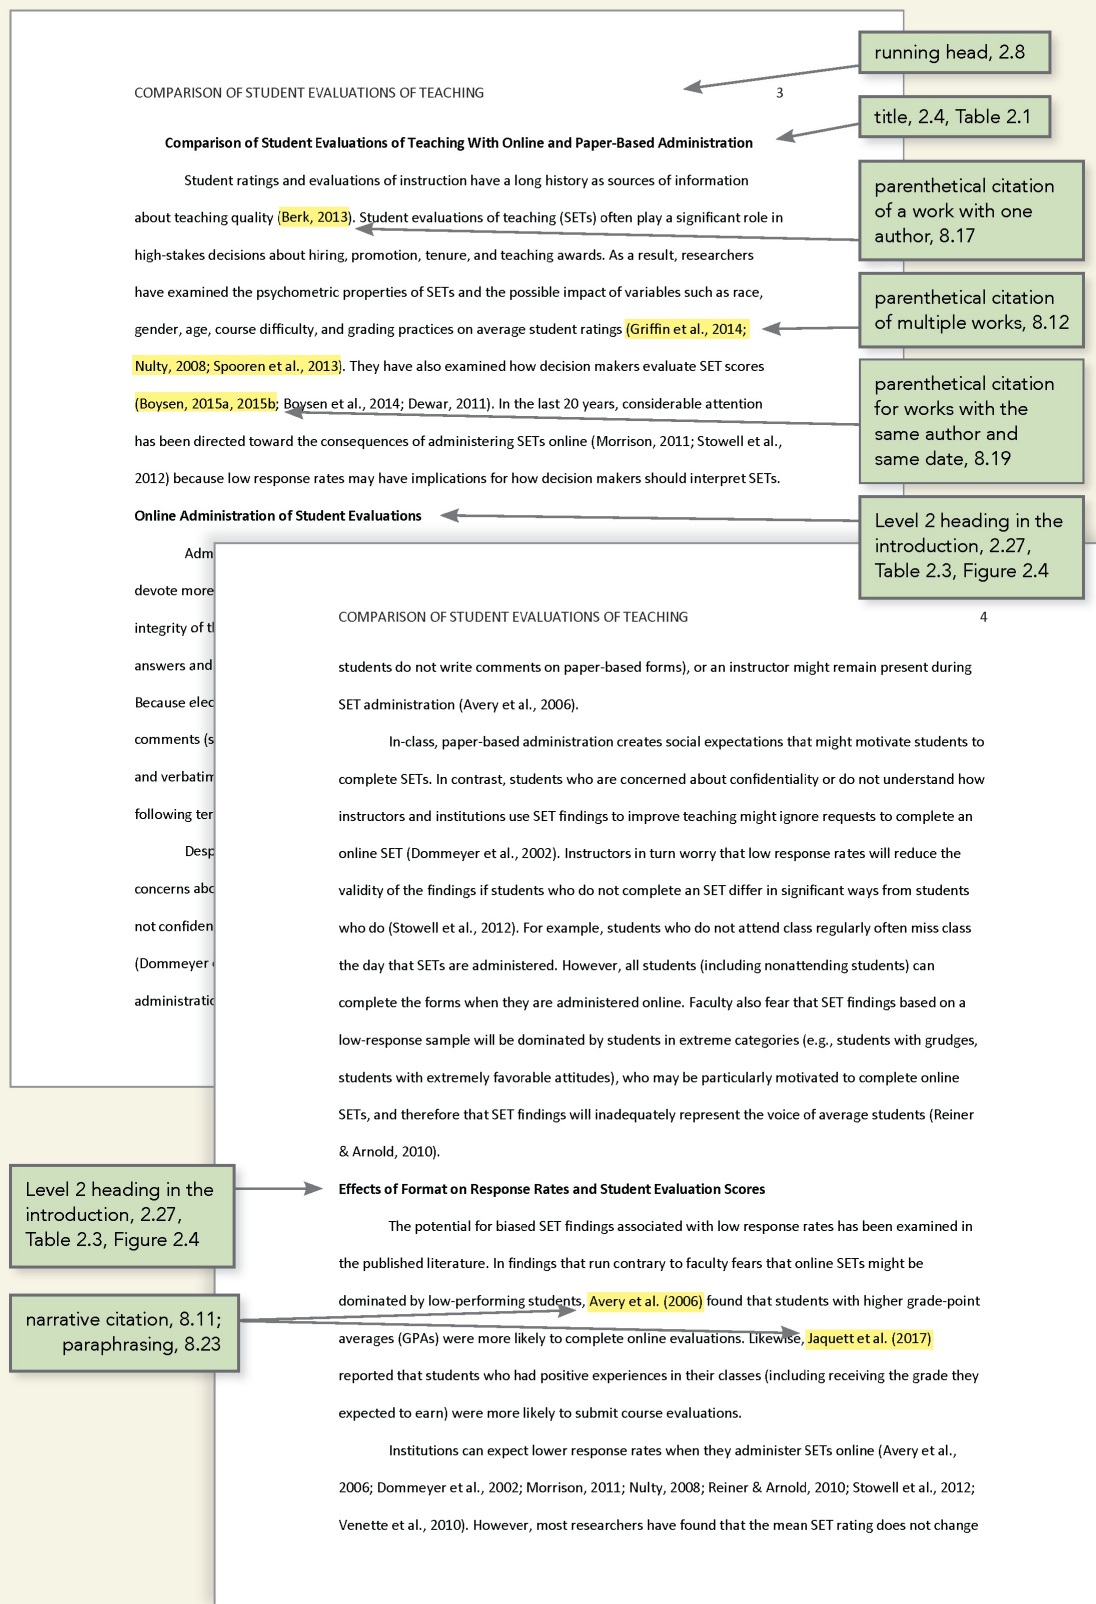 COMPARISON OF STUDENT EVALUATIONS OF TEACHING 3
Comparison of Student Evaluations of Teaching With Online and Paper-Based Administration
Student ratings and evaluations of instruction have a long history as sources of information
about teaching quality (Berk, 2013). Student evaluations of teaching (SETs) often play a significant role in
high-stakes decisions about hiring, promotion, tenure, and teaching awards. As a result, researchers
have examined the psychometric properties of SETs and the possible impact of variables such as race,
gender, age, course difficulty, and grading practices on average student ratings (Griffin et al., 2014;
Nulty, 2008; Spooren et al., 2013). They have also examined how decision makers evaluate SET scores
(Boysen, 2015a, 2015b; Boysen et al., 2014; Dewar, 2011). In the last 20 years, considerable attention
has been directed toward the consequences of administering SETs online (Morrison, 2011; Stowell et al.,
2012) because low response rates may have implications for how decision makers should interpret SETs.
Online Administration of Student Evaluations
Adm
devote more
integrity of
answers and
Because elec
comments (s
and verbatim
following ter
Desp
concerns abo
not confiden
(Dommeyer
administratio
running head, 2.8
title, 2.4, Table 2.1
parenthetical citation
of a work with one
author, 8.17
parenthetical citation
of multiple works, 8.12
parenthetical citation
for works with the
same author and
same date, 8.19
Level 2 heading in the
introduction, 2.27,
Table 2.3, Figure 2.4
COMPARISON OF STUDENT EVALUATIONS OF TEACHING 4
students do not write comments on paper-based forms), or an instructor might remain present during
SET administration (Avery et al., 2006).
In-class, paper-based administration creates social expectations that might motivate students to
complete SETs. In contrast, students who are concerned about confidentiality or do not understand how
instructors and institutions use SET findings to improve teaching might ignore requests to complete an
online SET (Dommeyer et al., 2002). Instructors in turn worry that low response rates will reduce the
validity of the findings if students who do not complete an SET differ in significant ways from students
who do (Stowell et al., 2012). For example, students who do not attend class regularly often miss class
the day that SETs are administered. However, all students (including nonattending students) can
complete the forms when they are administered online. Faculty also fear that SET findings based on a
low-response sample will be dominated by students in extreme categories (e.g., students with grudges,
students with extremely favorable attitudes), who may be particularly motivated to complete online
SETs, and therefore that SET findings will inadequately represent the voice of average students (Reiner
& Arnold, 2010).
Effects of Format on Response Rates and Student Evaluation Scores
The potential for biased SET findings associated with low response rates has been examined in
the published literature. In findings that run contrary to faculty fears that online SETs might be
dominated by low-performing students, Avery et al. (2006) found that students with higher grade-point
averages (GPAs) were more likely to complete online evaluations. Likewise, Jaquett et al. (2017)
reported that students who had positive experiences in their classes (including receiving the grade they
expected to earn) were more likely to submit course evaluations.
Institutions can expect lower response rates when they administer SETs online (Avery et al.,
2006; Dommeyer et al., 2002; Morrison, 2011; Nulty, 2008; Reiner & Arnold, 2010; Stowell et al., 2012;
Venette et al., 2010). However, most researchers have found that the mean SET rating does not change
Level 2 heading in the
introduction, 2.27,
Table 2.3, Figure 2.4
narrative citation, 8.11;
paraphrasing, 8.23